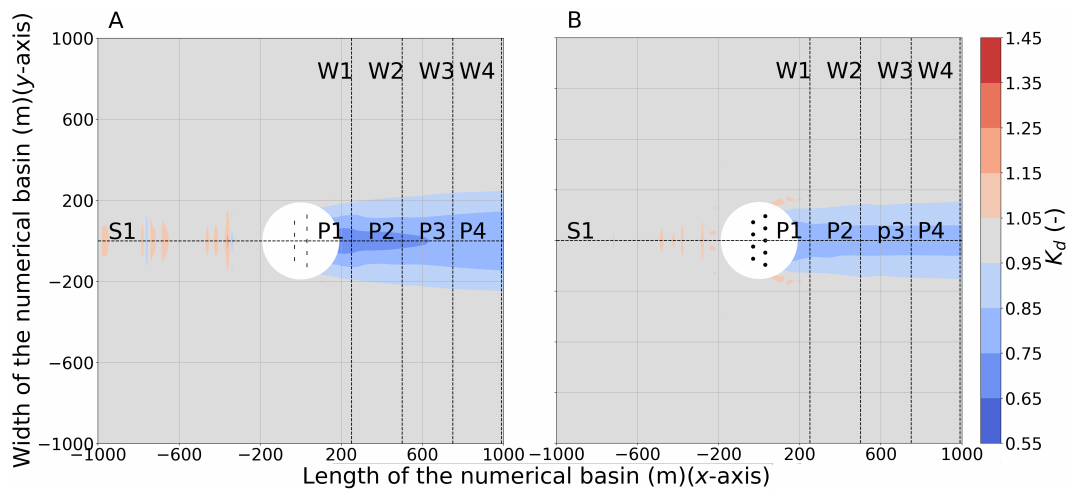 A
B
Width of the numerical basin (m)(y-axis)
1000
600
200
−200
−600
−1000
W1
W2
W3
W4
S1
P1
P2
P3
P4
W1
W2
W3
W4
S1
P1
P2
p3
P4
1.45
1.35
1.25
1.15
1.05
0.95
0.85
0.75
0.65
0.55
K_d (-)
−1000
−600
−200
200
600
1000
−1000
−600
−200
200
600
1000
Length of the numerical basin (m)(x-axis)